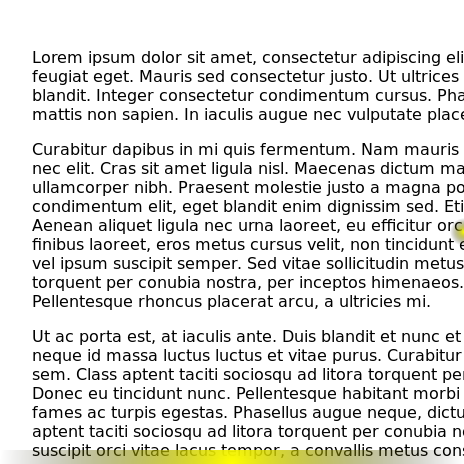 Lorem ipsum dolor sit amet, consectetur adipiscing eli
feugiat eget. Mauris sed consectetur justo. Ut ultrices
blandit. Integer consectetur condimentum cursus. Pha
mattis non sapien. In iaculis augue nec vulputate place
Curabitur dapibus in mi quis fermentum. Nam mauris
nec elit. Cras sit amet ligula nisl. Maecenas dictum ma
ullamcorper nibh. Praesent molestie justo a magna po
condimentum elit, eget blandit enim dignissim sed. Eti
Aenean aliquet ligula nec urna laoreet, eu efficitur orc
finibus laoreet, eros metus cursus velit, non tincidunt e
vel ipsum suscipit semper. Sed vitae sollicitudin metus
torquent per conubia nostra, per inceptos himenaeos.
Pellentesque rhoncus placerat arcu, a ultricies mi.
Ut ac porta est, at iaculis ante. Duis blandit et nunc et
neque id massa luctus luctus et vitae purus. Curabitur
sem. Class aptent taciti sociosqu ad litora torquent per
Donec eu tincidunt nunc. Pellentesque habitant morbi
fames ac turpis egestas. Phasellus augue neque, dictu
aptent taciti sociosqu ad litora torquent per conubia n
suscipit orci vitae lacus tempor, a convallis metus cons